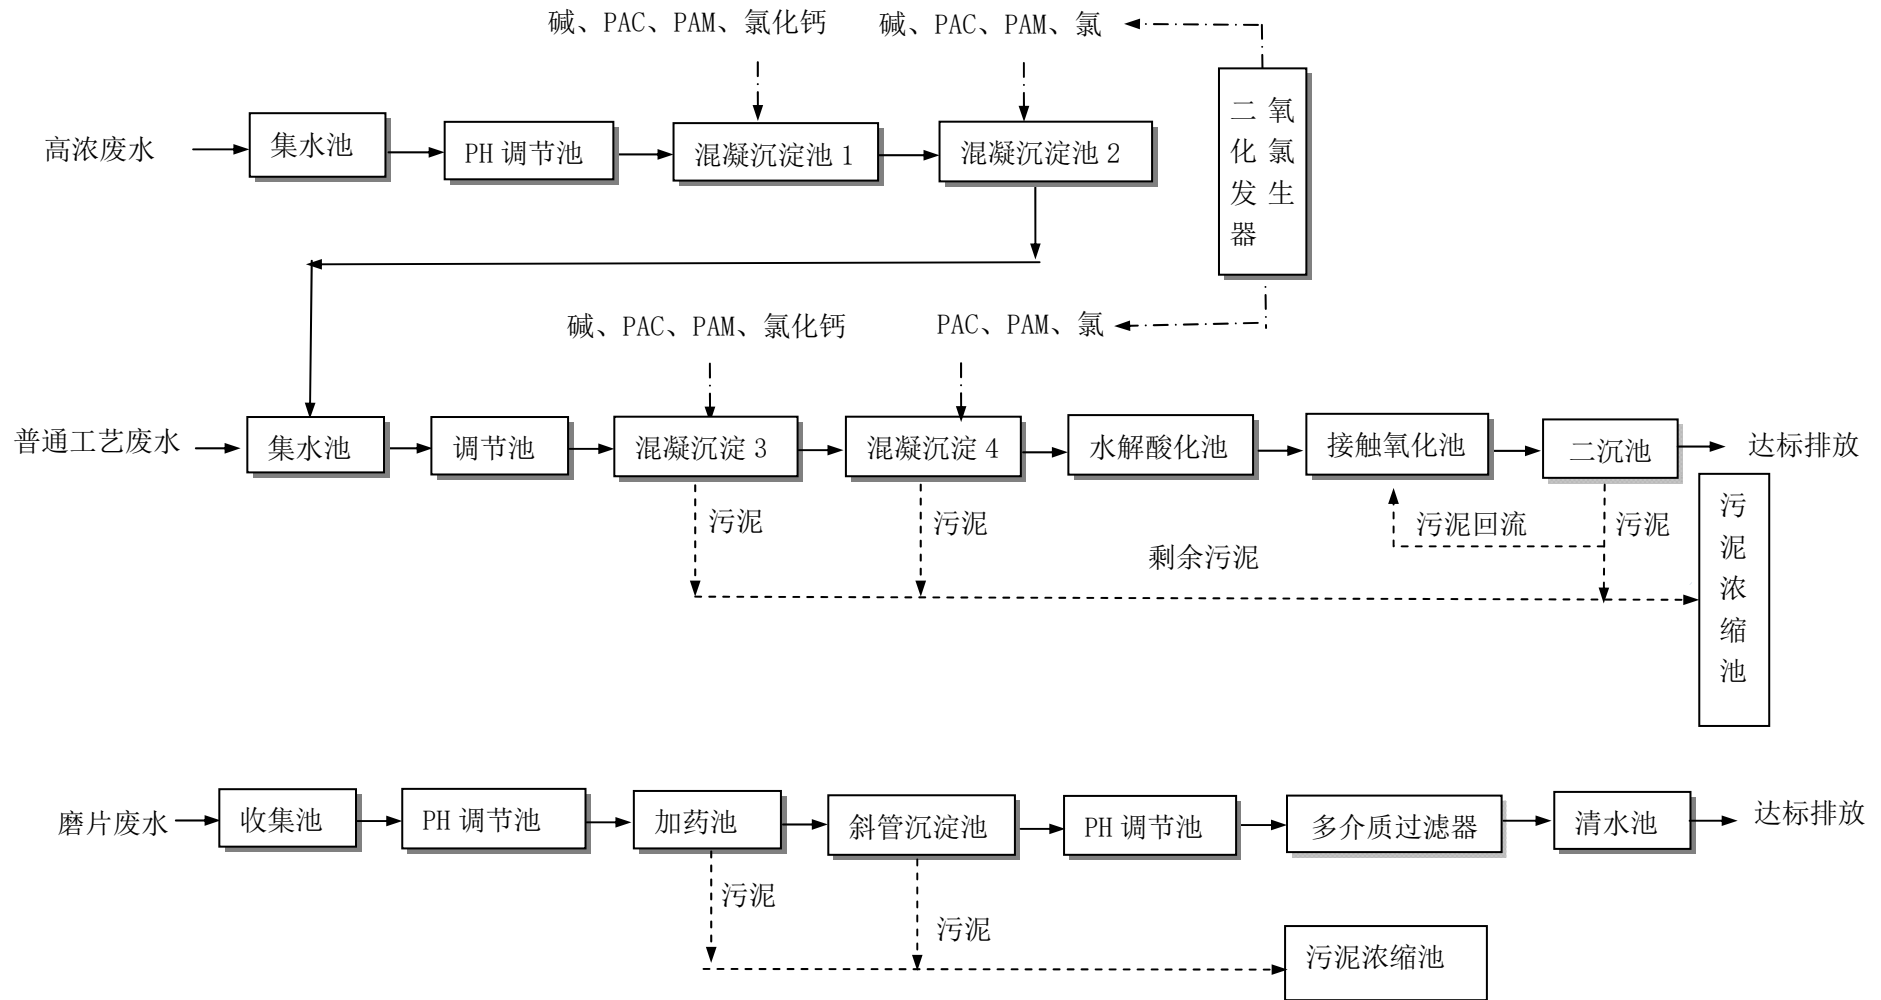 碱、PAC、PAM、氯化钙
碱、PAC、PAM、氯
二氧化氯发生器
高浓废水
集水池
PH 调节池
混凝沉淀池 1
混凝沉淀池 2
碱、PAC、PAM、氯化钙
PAC、PAM、氯
普通工艺废水
集水池
调节池
混凝沉淀 3
混凝沉淀 4
水解酸化池
接触氧化池
二沉池
达标排放
污泥
污泥
污泥回流
污泥
剩余污泥
污泥浓缩池
磨片废水
收集池
PH 调节池
加药池
斜管沉淀池
PH 调节池
多介质过滤器
清水池
达标排放
污泥
污泥
污泥浓缩池